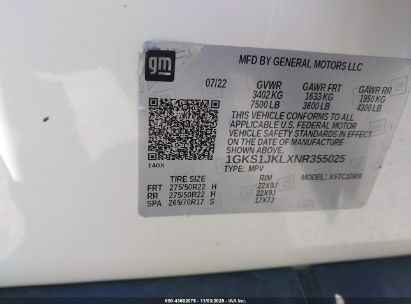 gm
MFD BY GENERAL MOTORS LLC
07/22 GVWR GAWR FRT GAWR RR
3402 KG 1633 KG 1950 KG
7500 LB 3600 LB 4300 LB
THIS VEHICLE CONFORMS TO ALL
APPLICABLE U.S. FEDERAL MOTOR
VEHICLE SAFETY STANDARDS IN EFFECT
ON THE DATE OF MANUFACTURE
SHOWN ABOVE.
1GKS1JKLXNR355025
TYPE: MPV MODEL:
140X
TIRE SIZE RIM
FRT 275/50R22 H 22X9J
RR 275/50R22 H 22X9J
SPA 265/70R17 S 17X7J